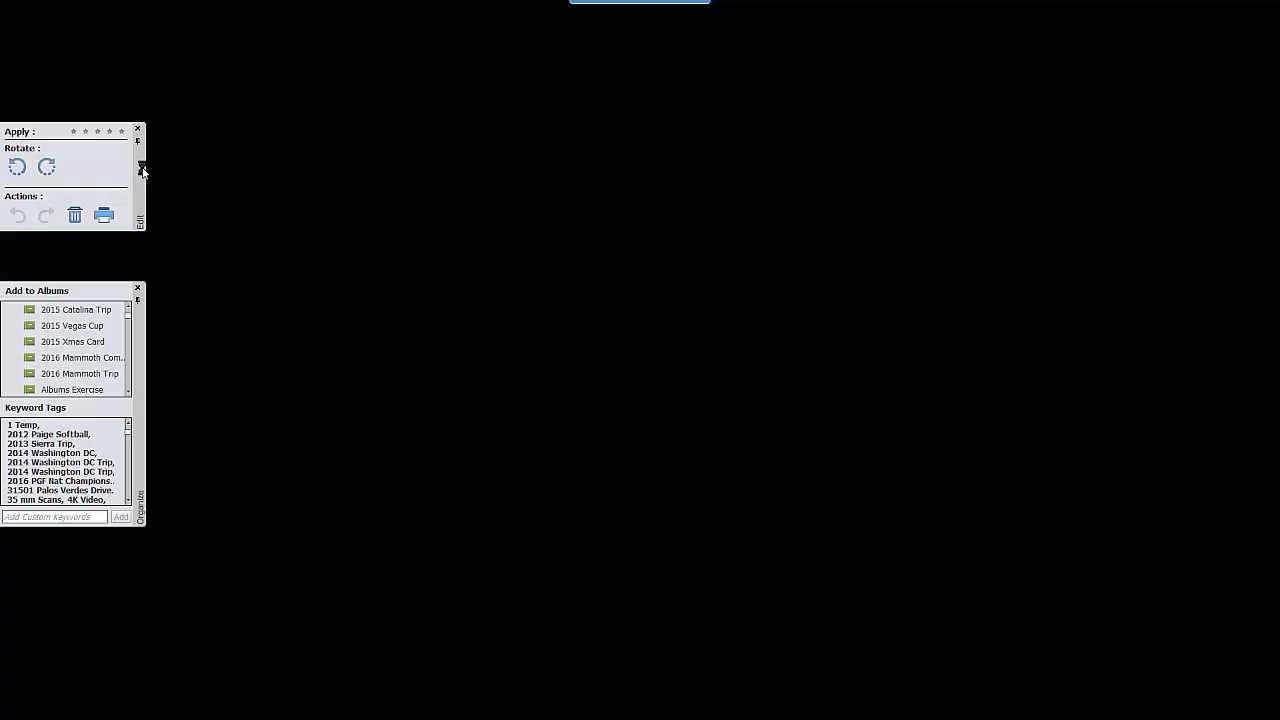 Apply :
Rotate :
Actions :
Edit
Add to Albums
2015 Catalina Trip
2015 Vegas Cup
2015 Xmas Card
2016 Mammoth Com..
2016 Mammoth Trip
Albums Exercise
Keyword Tags
1 Temp,
2012 Paige Softball,
2013 Sierra Trip,
2014 Washington DC,
2014 Washington DC Trip,
2014 Washington DC Trip,
2016 PGF Nat Champions..
31501 Palos Verdes Drive.
35 mm Scans, 4K Video,
Add Custom Keywords Add
Organize